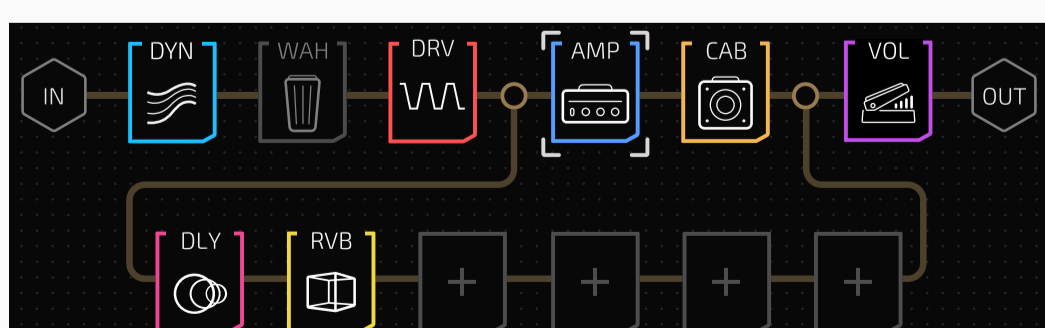 IN
DYN
WAH
DRV
AMP
CAB
VOL
OUT
DLY
RVB